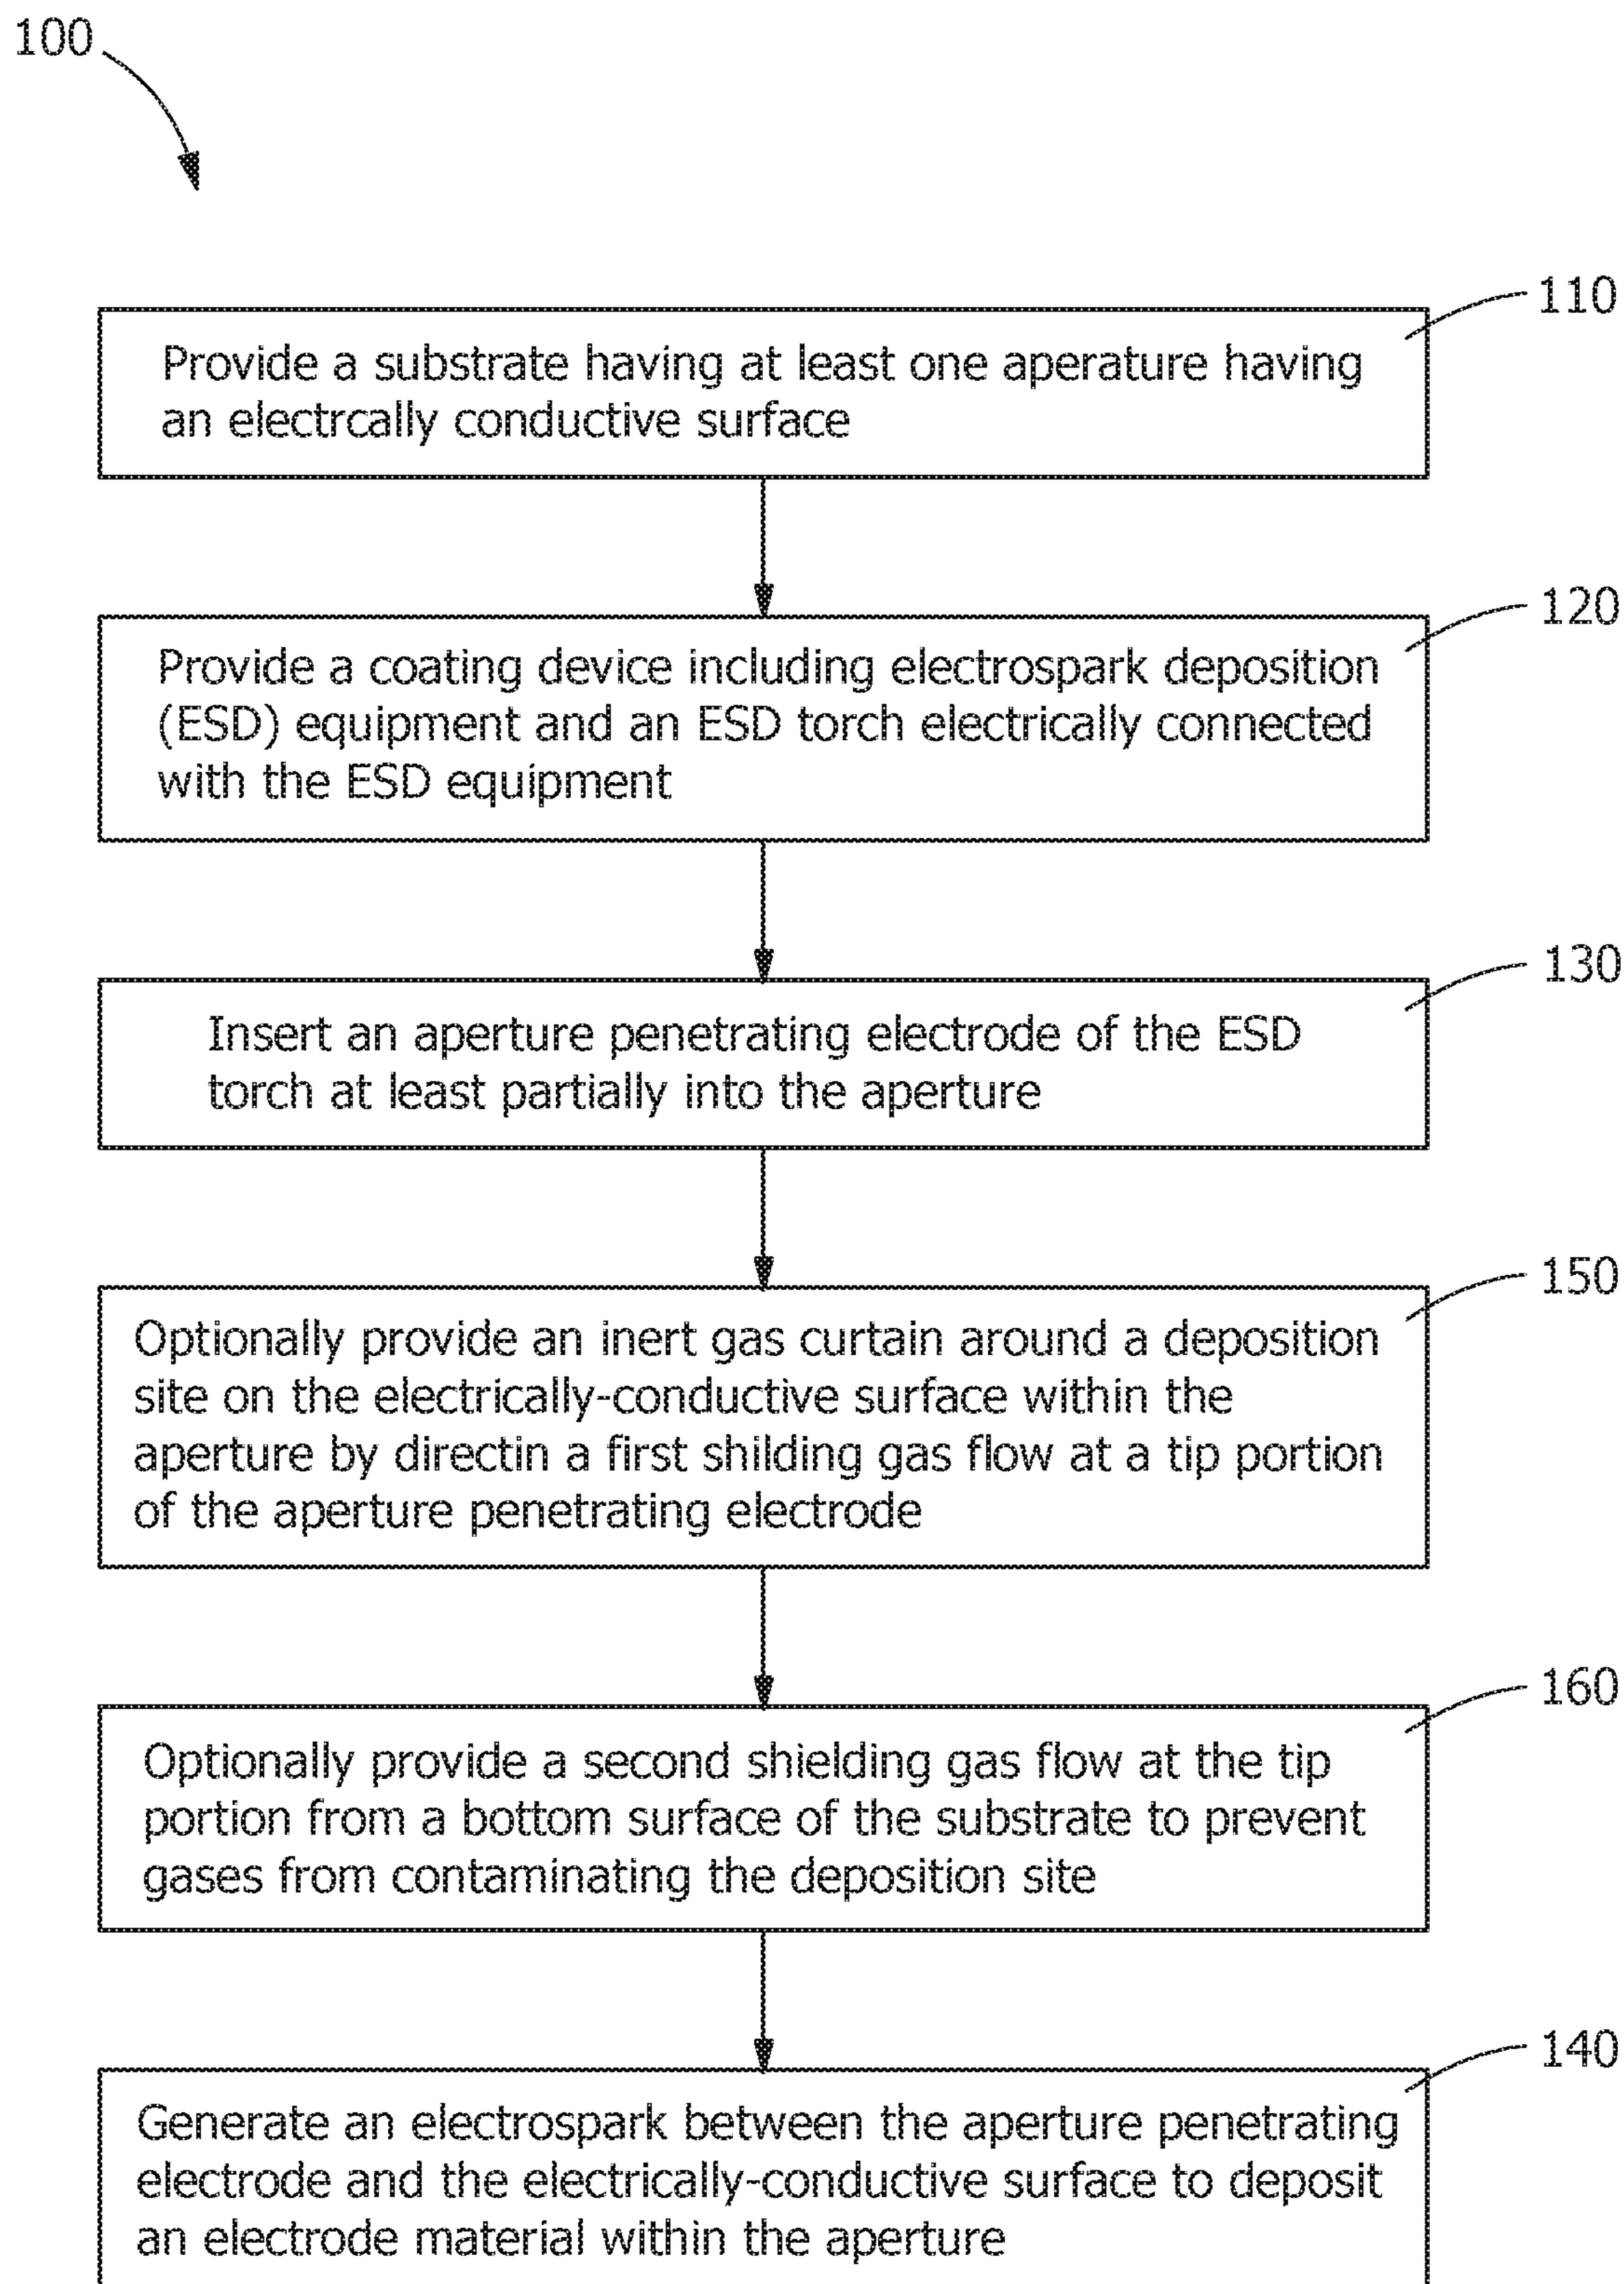 100
110
Provide a substrate having at least one aperature having
an electrcally conductive surface
120
Provide a coating device including electrospark deposition
(ESD) equipment and an ESD torch electrically connected
with the ESD equipment
130
Insert an aperture penetrating electrode of the ESD
torch at least partially into the aperture
150
Optionally provide an inert gas curtain around a deposition
site on the electrically-conductive surface within the
aperture by directin a first shilding gas flow at a tip portion
of the aperture penetrating electrode
160
Optionally provide a second shielding gas flow at the tip
portion from a bottom surface of the substrate to prevent
gases from contaminating the deposition site
140
Generate an electrospark between the aperture penetrating
electrode and the electrically-conductive surface to deposit
an electrode material within the aperture